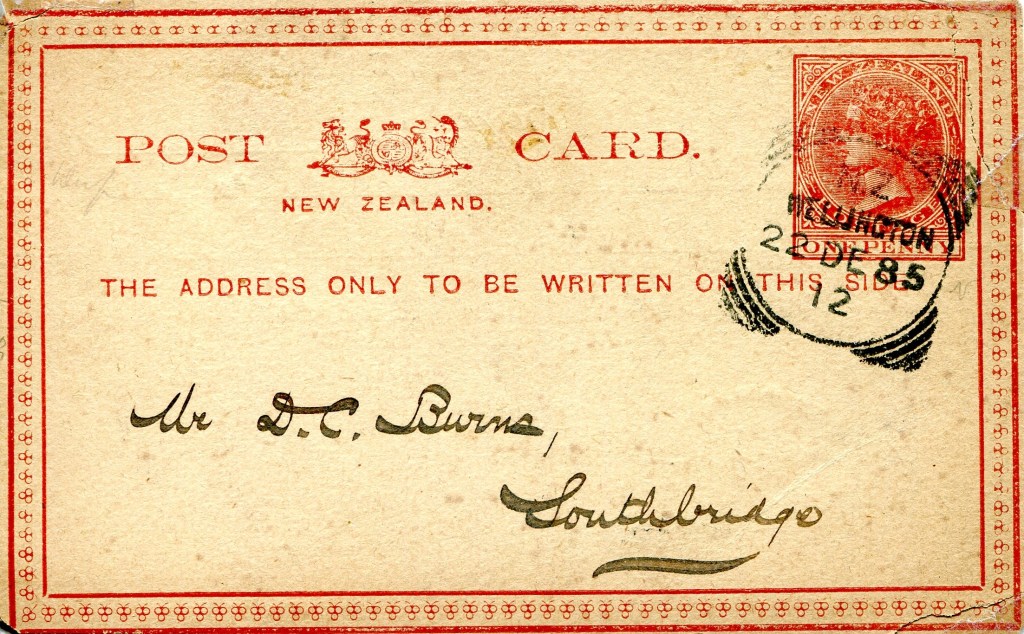 NEW ZEALAND
POST CARD.
NEW ZEALAND.
ONE PENNY
N.Z.
WELLINGTON
22 DE 85
12
THE ADDRESS ONLY TO BE WRITTEN ON THIS SIDE
Mr D. C. Burns,
Southbridge